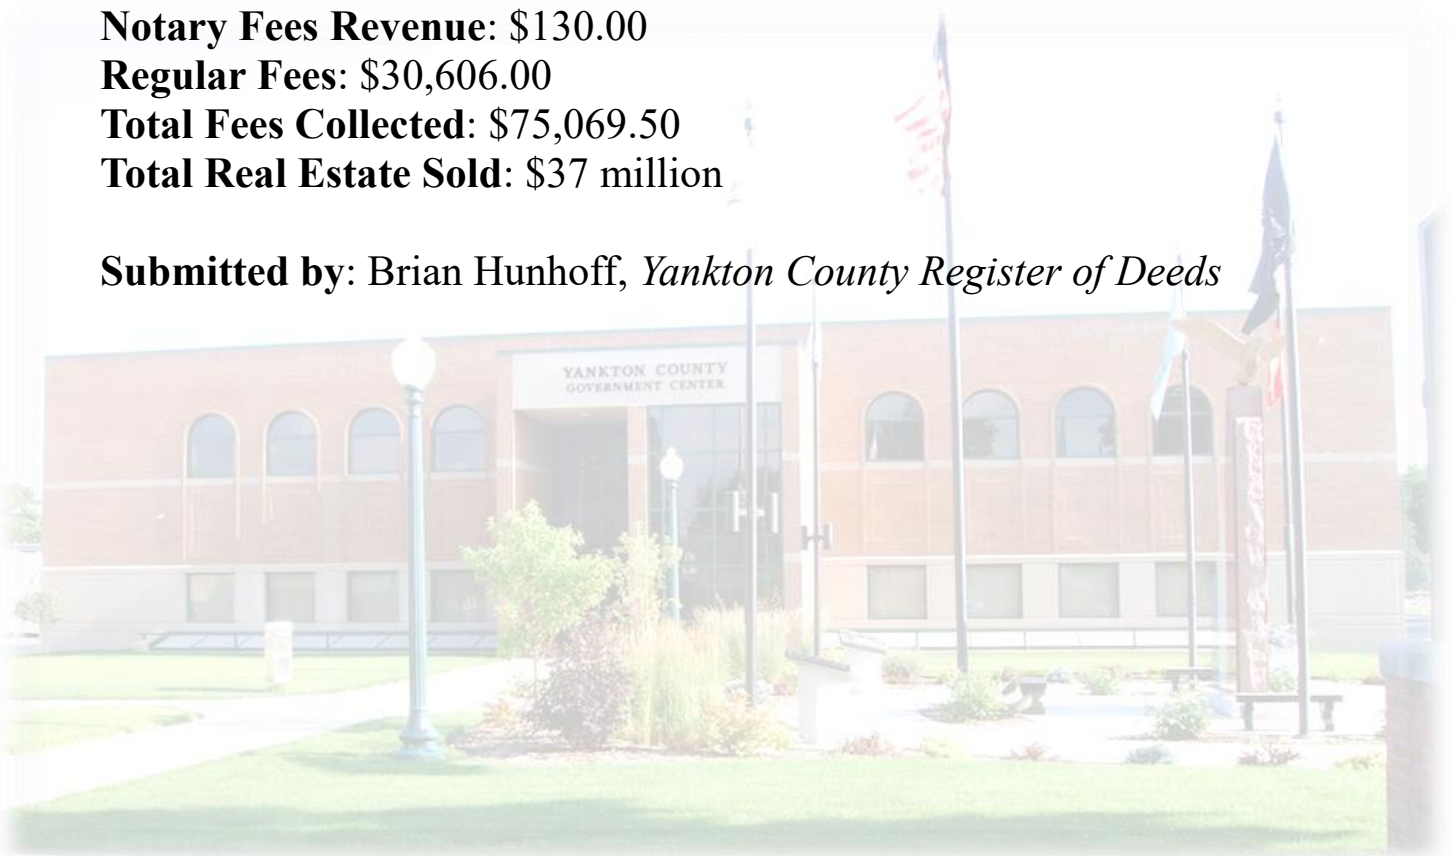 Notary Fees Revenue: $130.00
Regular Fees: $30,606.00
Total Fees Collected: $75,069.50
Total Real Estate Sold: $37 million
Submitted by: Brian Hunhoff, Yankton County Register of Deeds
YANKTON COUNTY
GOVERNMENT CENTER